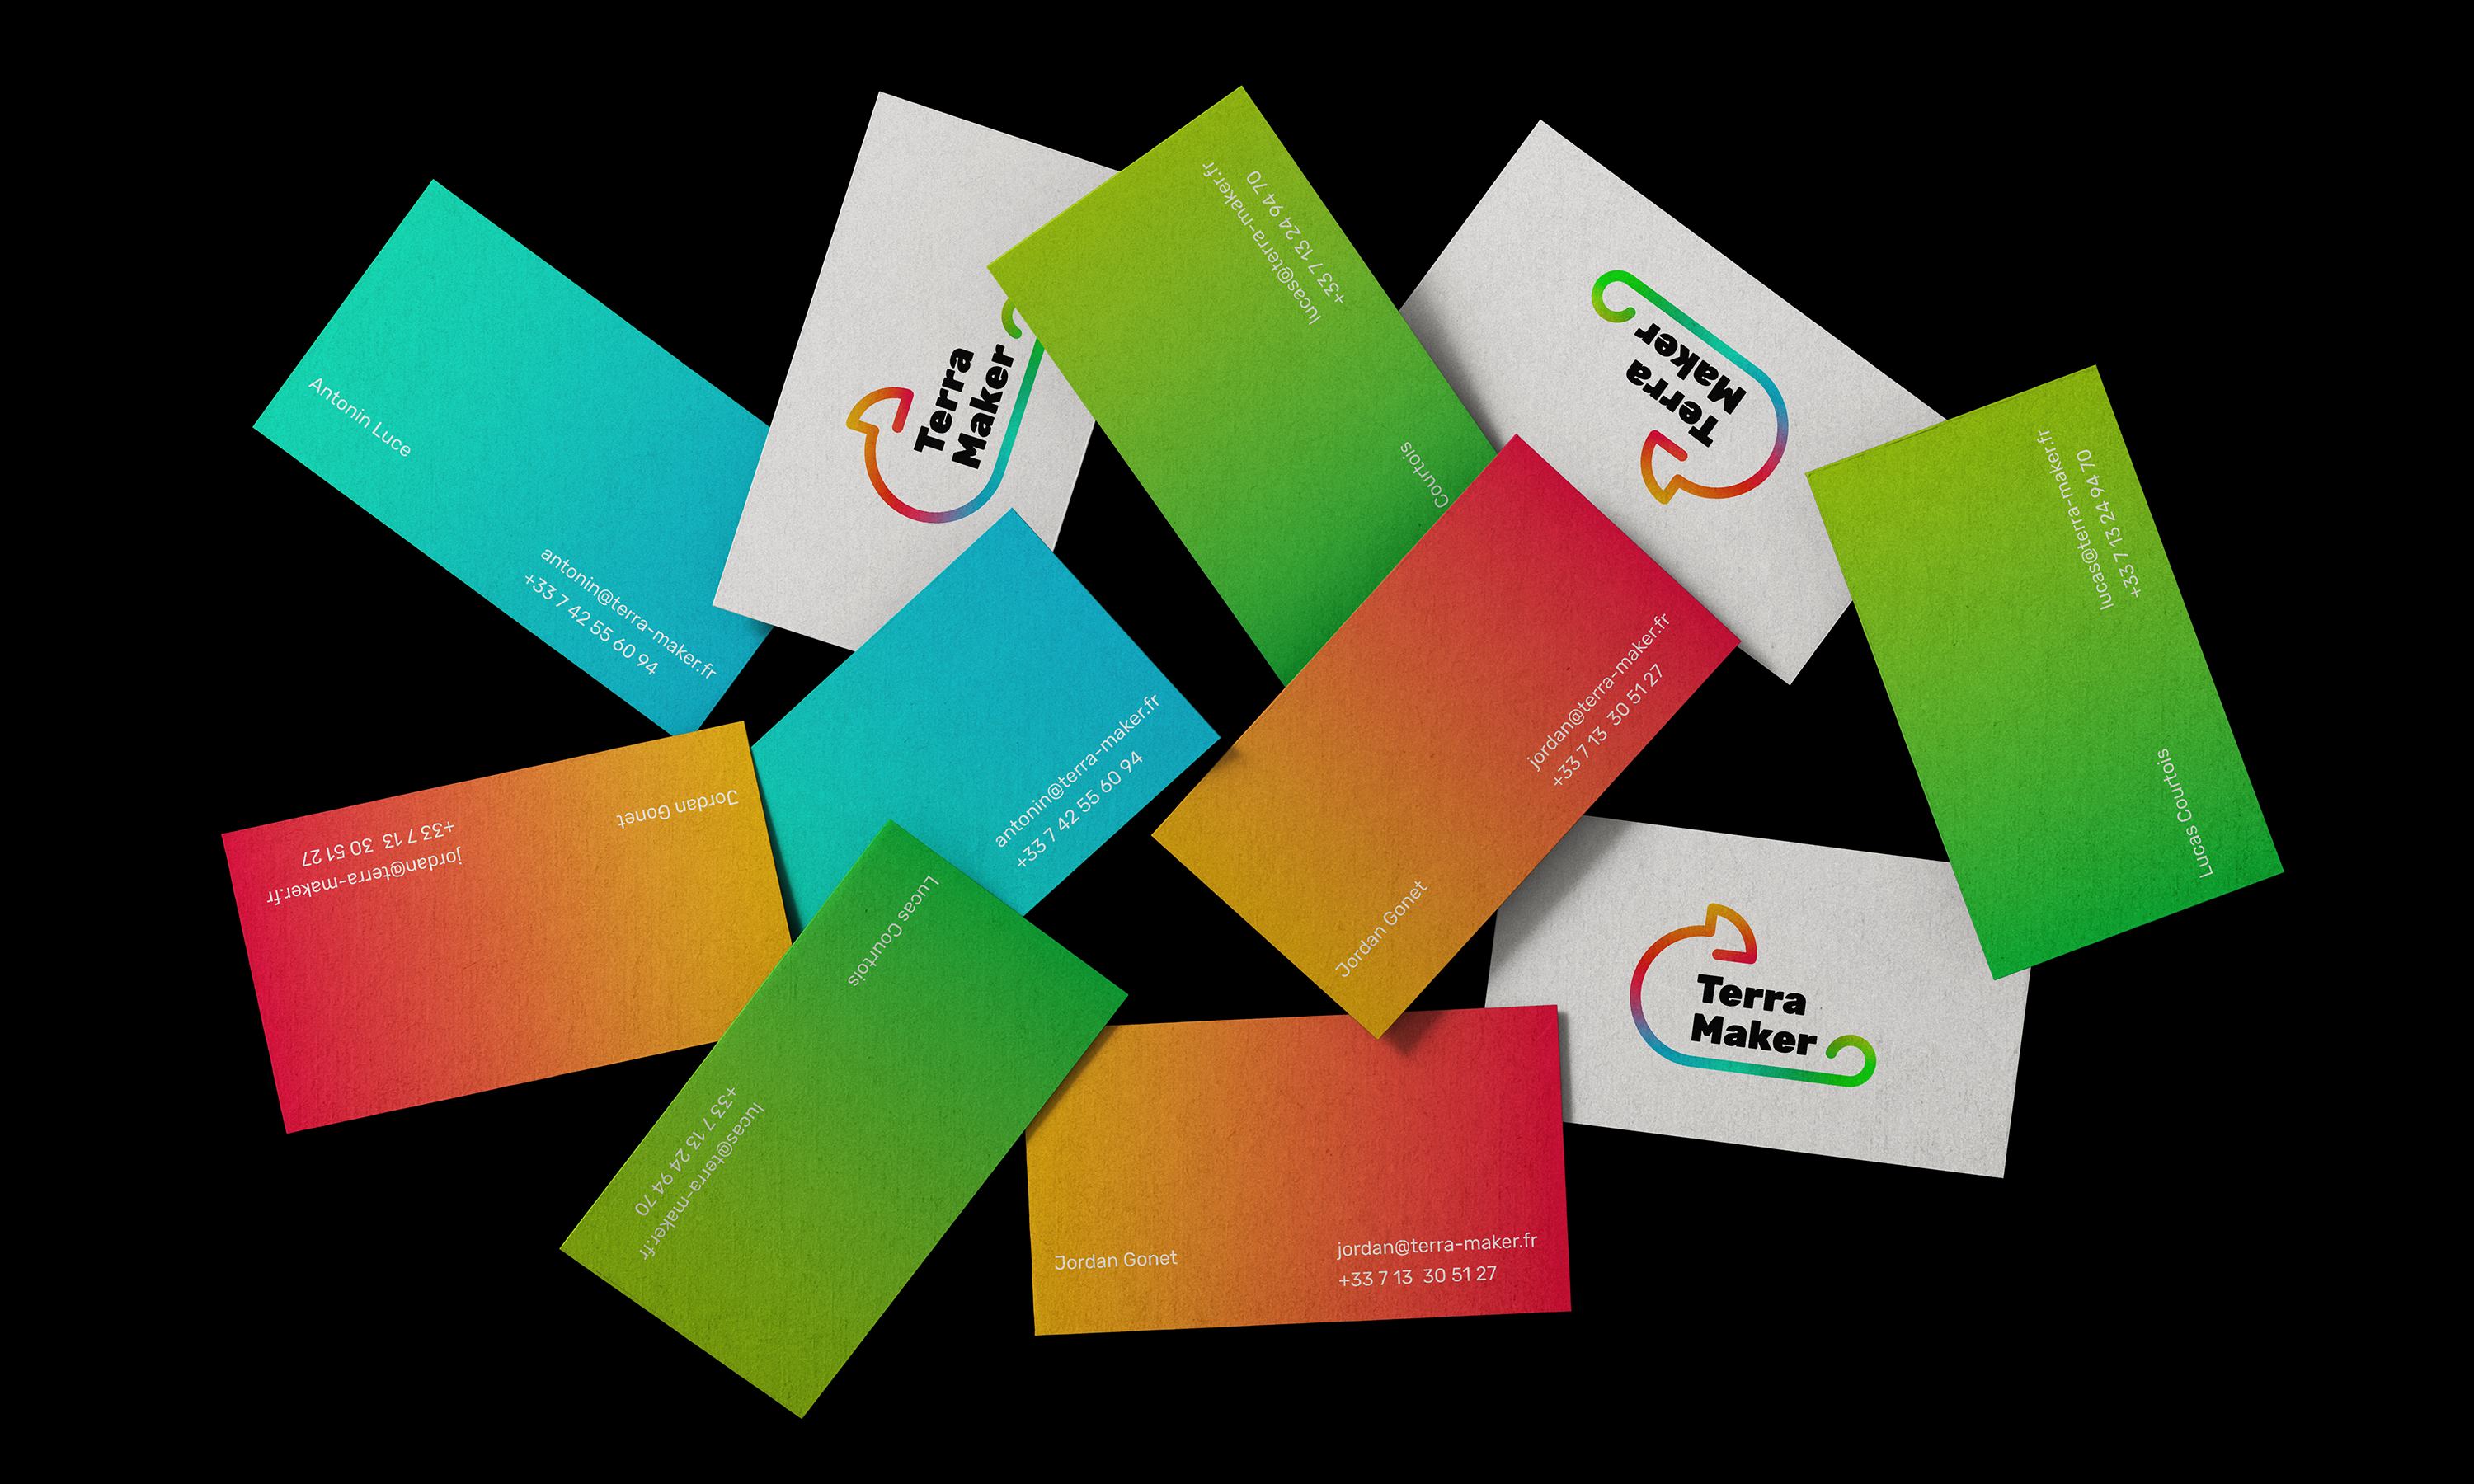 Antonin Luce
antonin@terra-maker.fr
+33 7 42 55 60 94
Terra
Maker
lucas@terra-maker.fr
+33 7 13 24 94 70
Courtois
Terra
Maker
lucas@terra-maker.fr
+33 7 13 24 94 70
Lucas Courtois
antonin@terra-maker.fr
+33 7 42 55 60 94
jordan@terra-maker.fr
+33 7 13 30 51 27
Jordan Gonet
Jordan Gonet
jordan@terra-maker.fr
+33 7 13 30 51 27
Lucas Courtois
lucas@terra-maker.fr
+33 7 13 24 94 70
Terra
Maker
Jordan Gonet
jordan@terra-maker.fr
+33 7 13 30 51 27